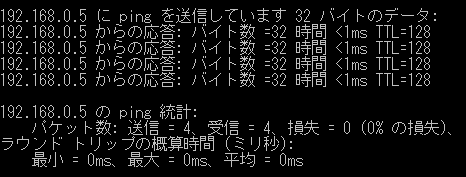 192.168.0.5 に ping を送信しています 32 バイトのデータ:
192.168.0.5 からの応答: バイト数 =32 時間 <1ms TTL=128
192.168.0.5 からの応答: バイト数 =32 時間 <1ms TTL=128
192.168.0.5 からの応答: バイト数 =32 時間 <1ms TTL=128
192.168.0.5 からの応答: バイト数 =32 時間 <1ms TTL=128
192.168.0.5 の ping 統計:
パケット数: 送信 = 4、受信 = 4、損失 = 0 (0% の損失)、
ラウンド トリップの概算時間 (ミリ秒):
最小 = 0ms、最大 = 0ms、平均 = 0ms